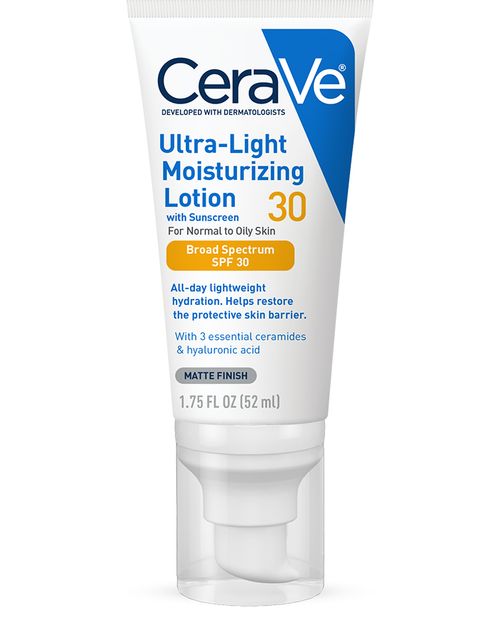 CeraVe®
DEVELOPED WITH DERMATOLOGISTS
Ultra-Light
Moisturizing
Lotion
with Sunscreen
30
For Normal to Oily Skin
Broad Spectrum
SPF 30
All-day lightweight
hydration. Helps restore
the protective skin barrier.
With 3 essential ceramides
& hyaluronic acid
MATTE FINISH
1.75 FL OZ (52 ml)